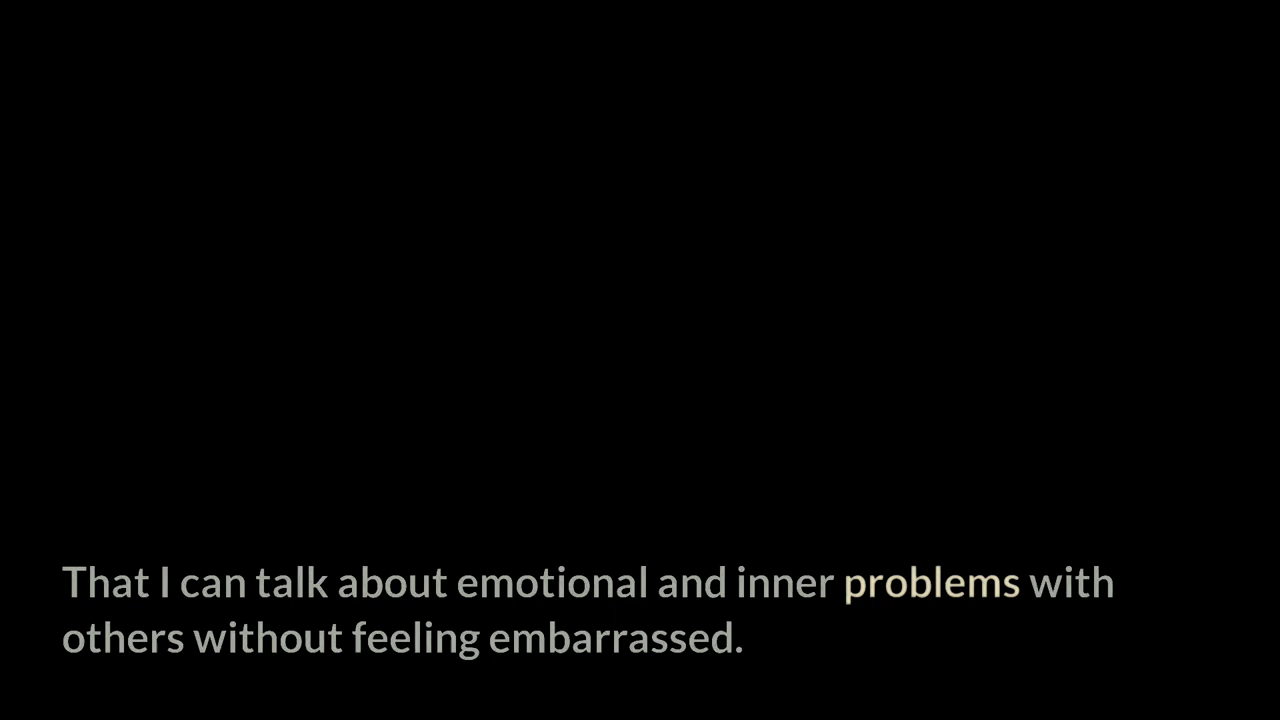 That I can talk about emotional and inner problems with
others without feeling embarrassed.